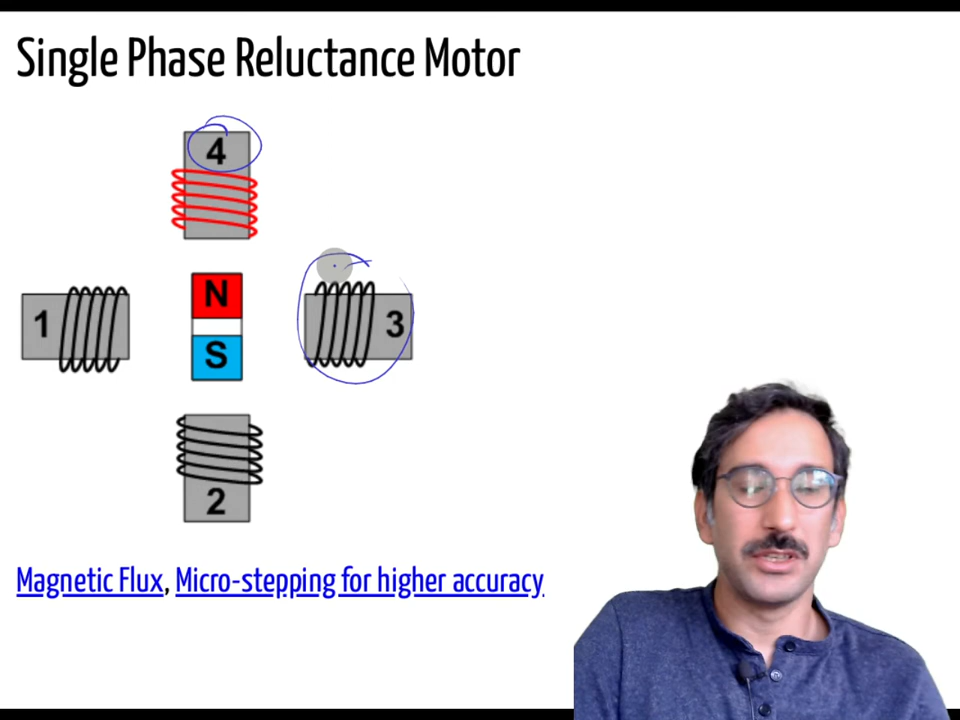 Single Phase Reluctance Motor
4
1
N
S
3
2
Magnetic Flux, Micro-stepping for higher accuracy